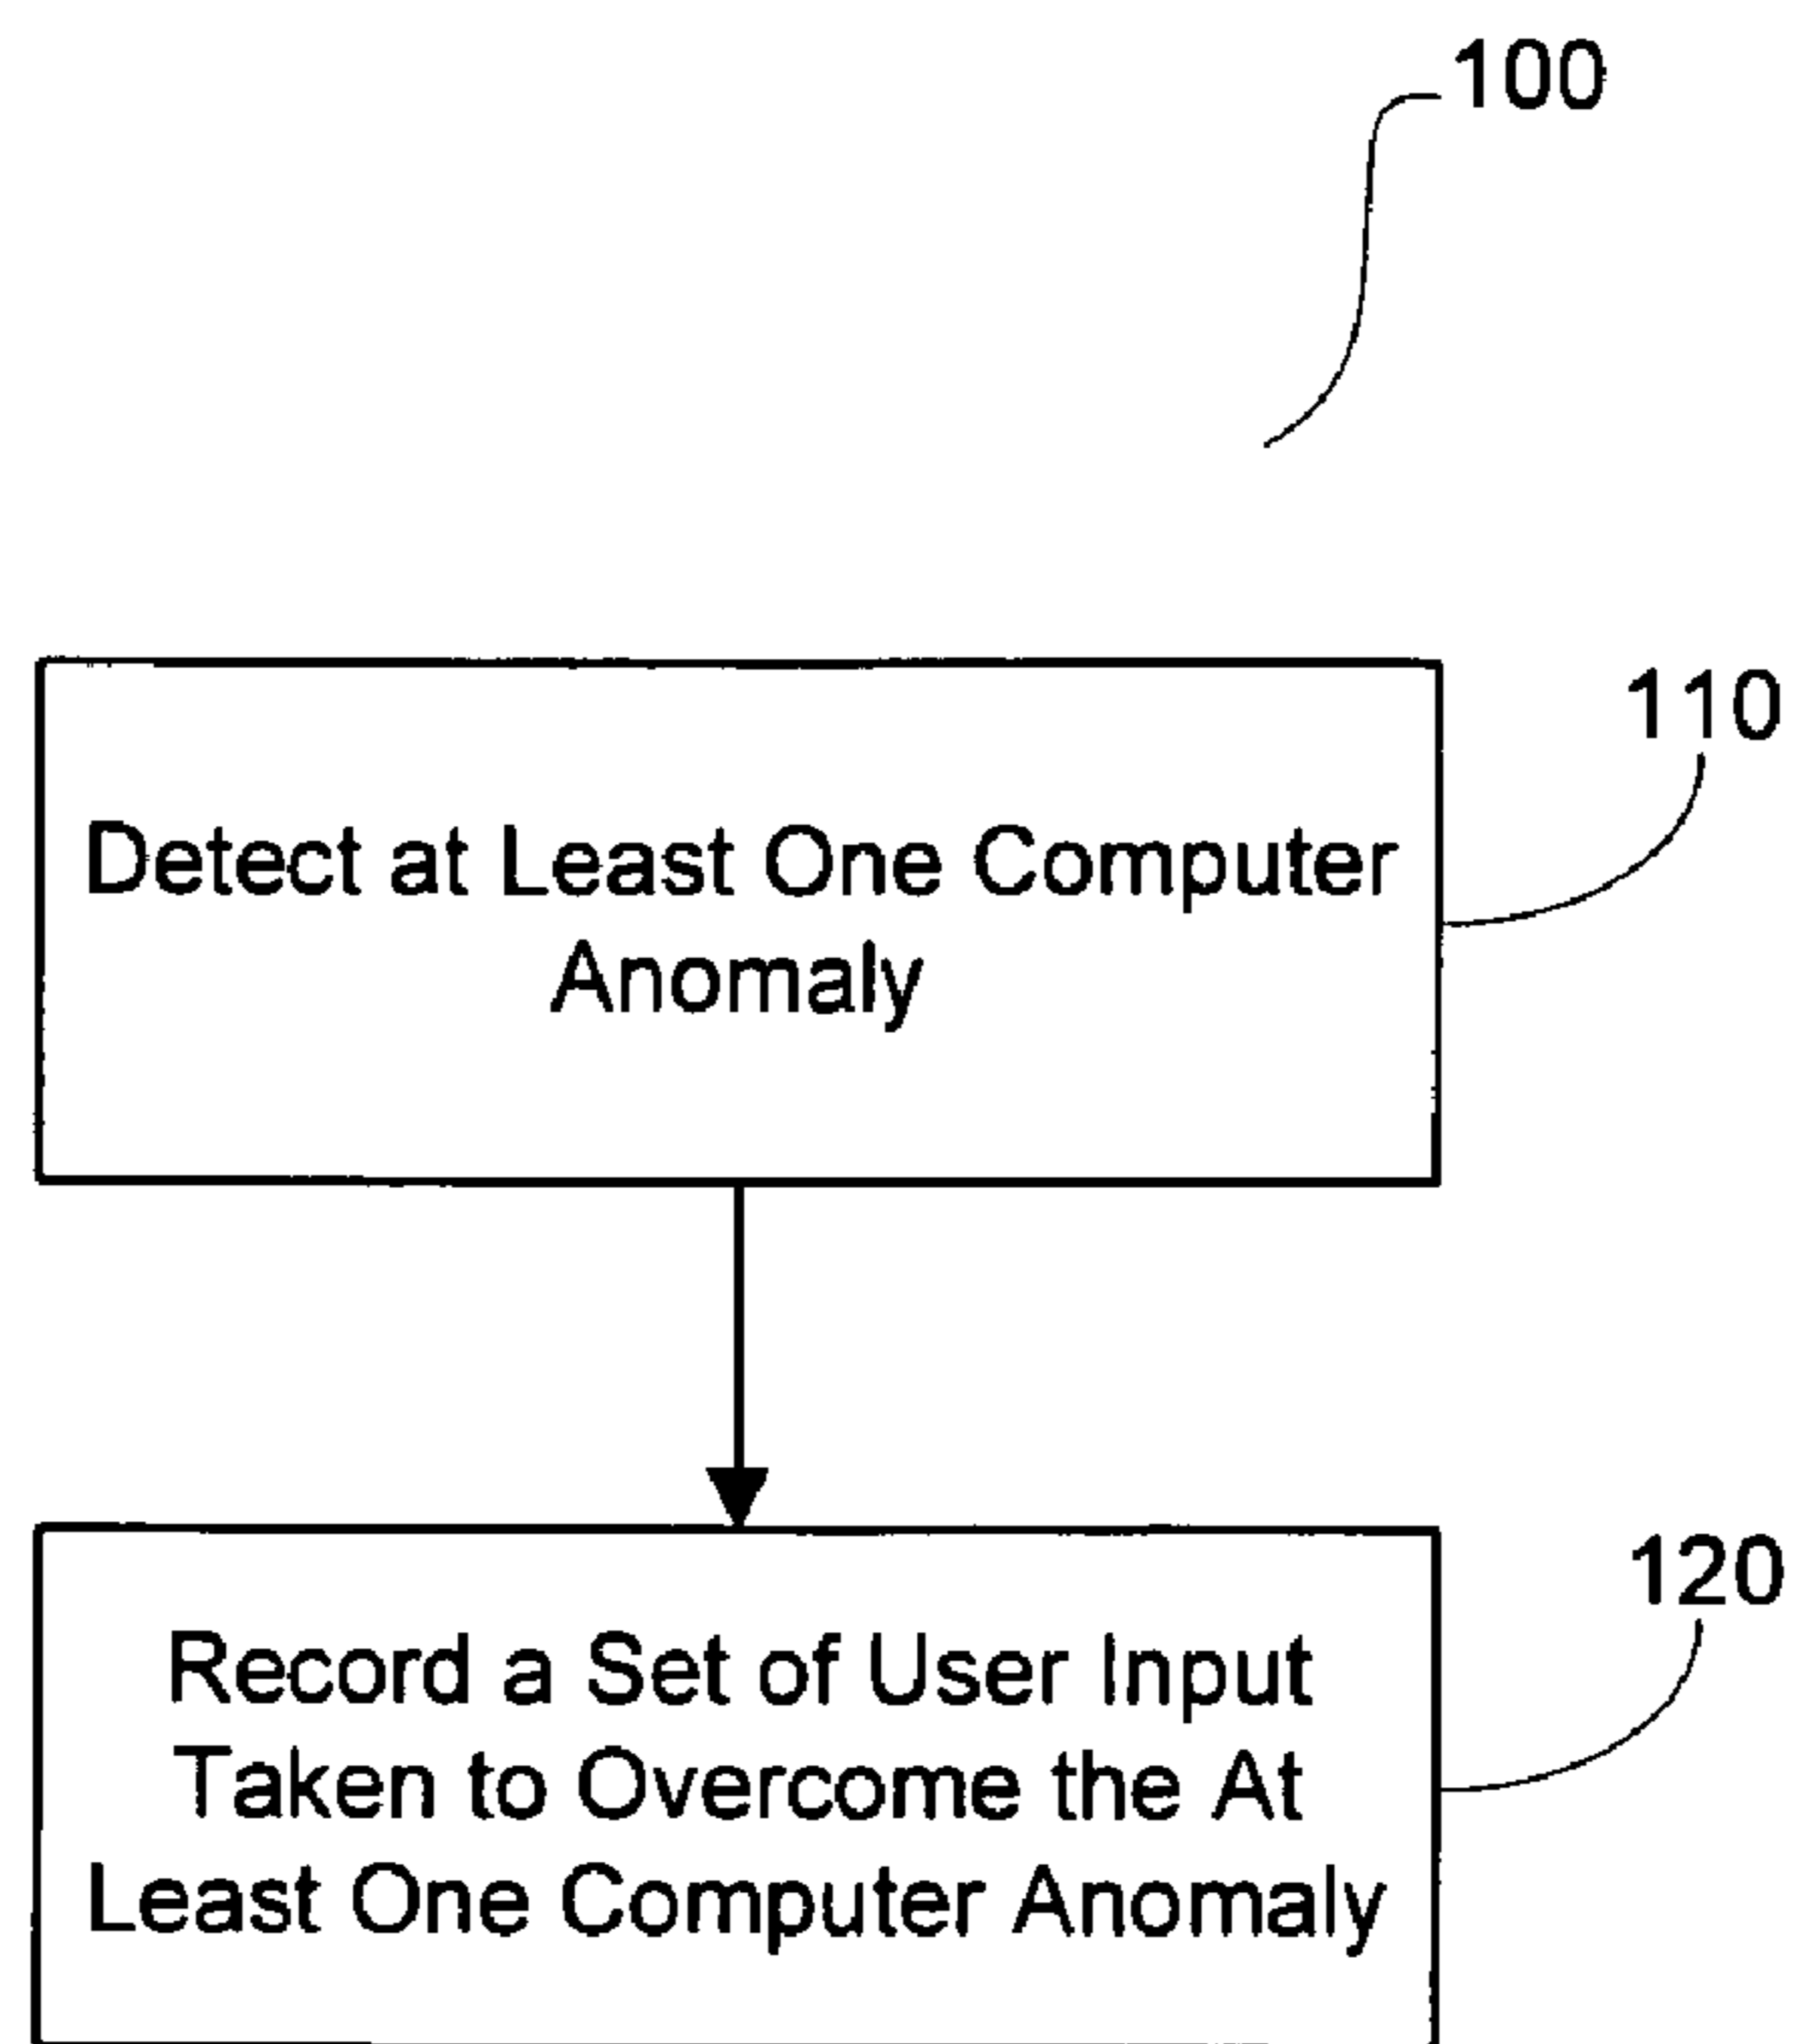 100
110
Detect at Least One Computer
Anomaly
120
Record a Set of User Input
Taken to Overcome the At
Least One Computer Anomaly